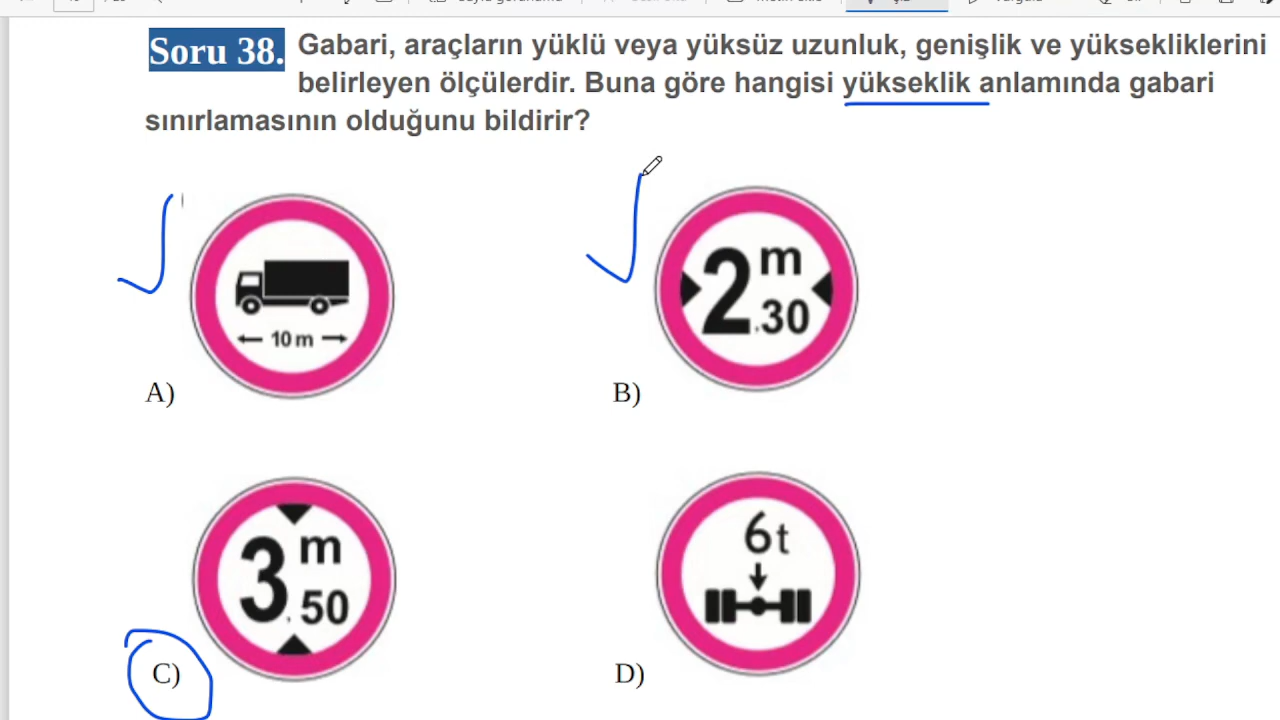 Soru 38. Gabari, araçların yüklü veya yüksüz uzunluk, genişlik ve yüksekliklerini
belirleyen ölçülerdir. Buna göre hangisi yükseklik anlamında gabari
sınırlamasının olduğunu bildirir?
10 m
A)
2 m .30
B)
3 m .50
C)
6t
D)